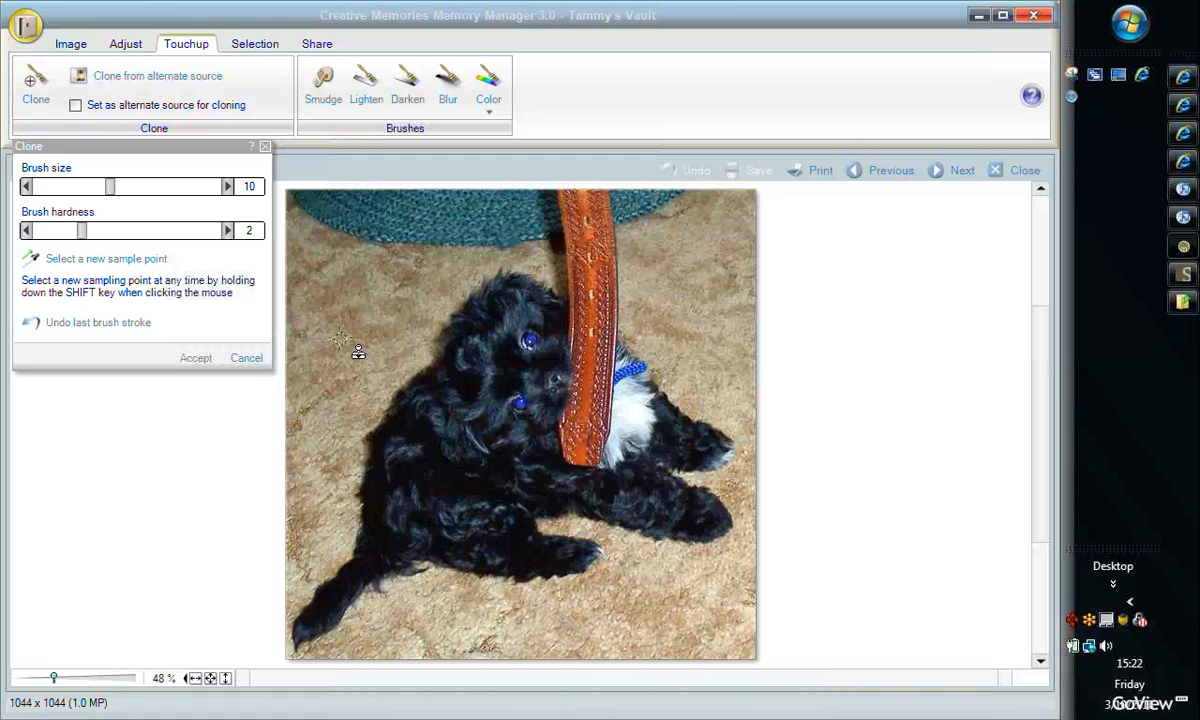 Creative Memories Memory Manager 3.0 - Tammy's Vault
Image Adjust Touchup Selection Share
Clone
Clone from alternate source
Set as alternate source for cloning
Clone
Smudge Lighten Darken Blur Color
Brushes
Clone ?
Brush size
10
Brush hardness
2
Select a new sample point
Select a new sampling point at any time by holding
down the SHIFT key when clicking the mouse
Undo last brush stroke
Accept Cancel
Undo Save Print Previous Next Close
48 %
1044 x 1044 (1.0 MP)
Desktop
15:22
Friday
GoView